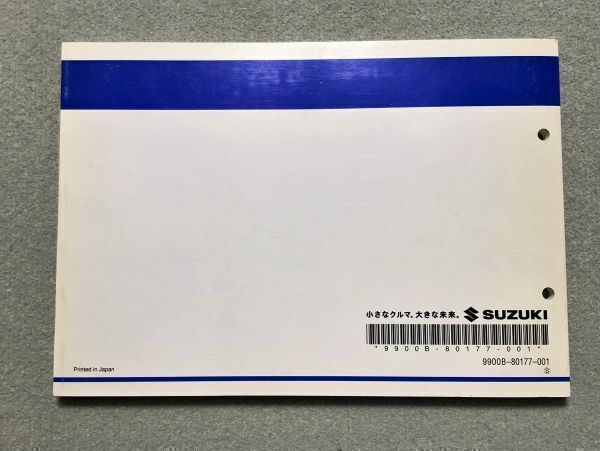 小さなクルマ、大きな未来。 SUZUKI
*9900B-80177-001*
9900B-80177-001
Printed in Japan
Ⓢ